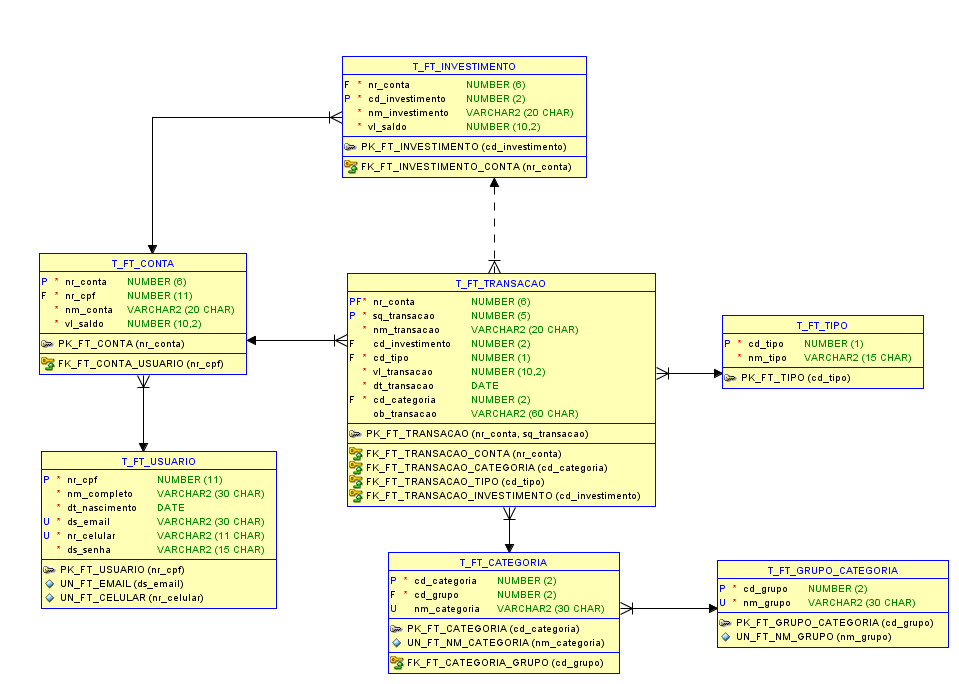 T_FT_INVESTIMENTO
F * nr_conta NUMBER (6)
P * cd_investimento NUMBER (2)
* nm_investimento VARCHAR2 (20 CHAR)
* vl_saldo NUMBER (10,2)
PK_FT_INVESTIMENTO (cd_investimento)
FK_FT_INVESTIMENTO_CONTA (nr_conta)
T_FT_CONTA
P * nr_conta NUMBER (6)
F * nr_cpf NUMBER (11)
* nm_conta VARCHAR2 (20 CHAR)
* vl_saldo NUMBER (10,2)
PK_FT_CONTA (nr_conta)
FK_FT_CONTA_USUARIO (nr_cpf)
T_FT_TRANSACAO
PF* nr_conta NUMBER (6)
P * sq_transacao NUMBER (5)
* nm_transacao VARCHAR2 (20 CHAR)
F cd_investimento NUMBER (2)
F * cd_tipo NUMBER (1)
* vl_transacao NUMBER (10,2)
* dt_transacao DATE
F * cd_categoria NUMBER (2)
ob_transacao VARCHAR2 (60 CHAR)
PK_FT_TRANSACAO (nr_conta, sq_transacao)
FK_FT_TRANSACAO_CONTA (nr_conta)
FK_FT_TRANSACAO_CATEGORIA (cd_categoria)
FK_FT_TRANSACAO_TIPO (cd_tipo)
FK_FT_TRANSACAO_INVESTIMENTO (cd_investimento)
T_FT_TIPO
P * cd_tipo NUMBER (1)
* nm_tipo VARCHAR2 (15 CHAR)
PK_FT_TIPO (cd_tipo)
T_FT_USUARIO
P * nr_cpf NUMBER (11)
* nm_completo VARCHAR2 (30 CHAR)
* dt_nascimento DATE
U * ds_email VARCHAR2 (30 CHAR)
U * nr_celular VARCHAR2 (11 CHAR)
* ds_senha VARCHAR2 (15 CHAR)
PK_FT_USUARIO (nr_cpf)
UN_FT_EMAIL (ds_email)
UN_FT_CELULAR (nr_celular)
T_FT_CATEGORIA
P * cd_categoria NUMBER (2)
F * cd_grupo NUMBER (2)
U nm_categoria VARCHAR2 (30 CHAR)
PK_FT_CATEGORIA (cd_categoria)
UN_FT_NM_CATEGORIA (nm_categoria)
FK_FT_CATEGORIA_GRUPO (cd_grupo)
T_FT_GRUPO_CATEGORIA
P * cd_grupo NUMBER (2)
U * nm_grupo VARCHAR2 (30 CHAR)
PK_FT_GRUPO_CATEGORIA (cd_grupo)
UN_FT_NM_GRUPO (nm_grupo)